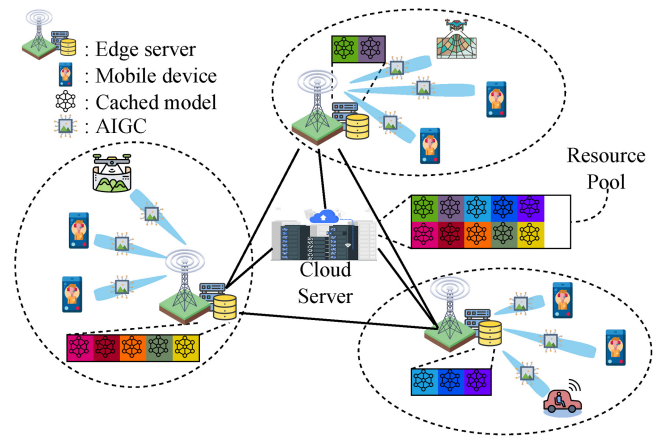 : Edge server
: Mobile device
: Cached model
: AIGC
Resource
Pool
Cloud
Server